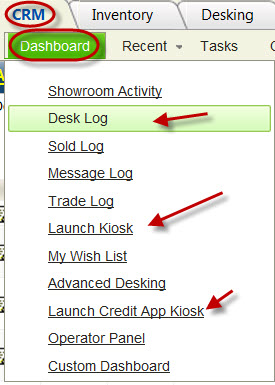 CRM Inventory Desking
Dashboard Recent Tasks
Showroom Activity
Desk Log
Sold Log
Message Log
Trade Log
Launch Kiosk
My Wish List
Advanced Desking
Launch Credit App Kiosk
Operator Panel
Custom Dashboard